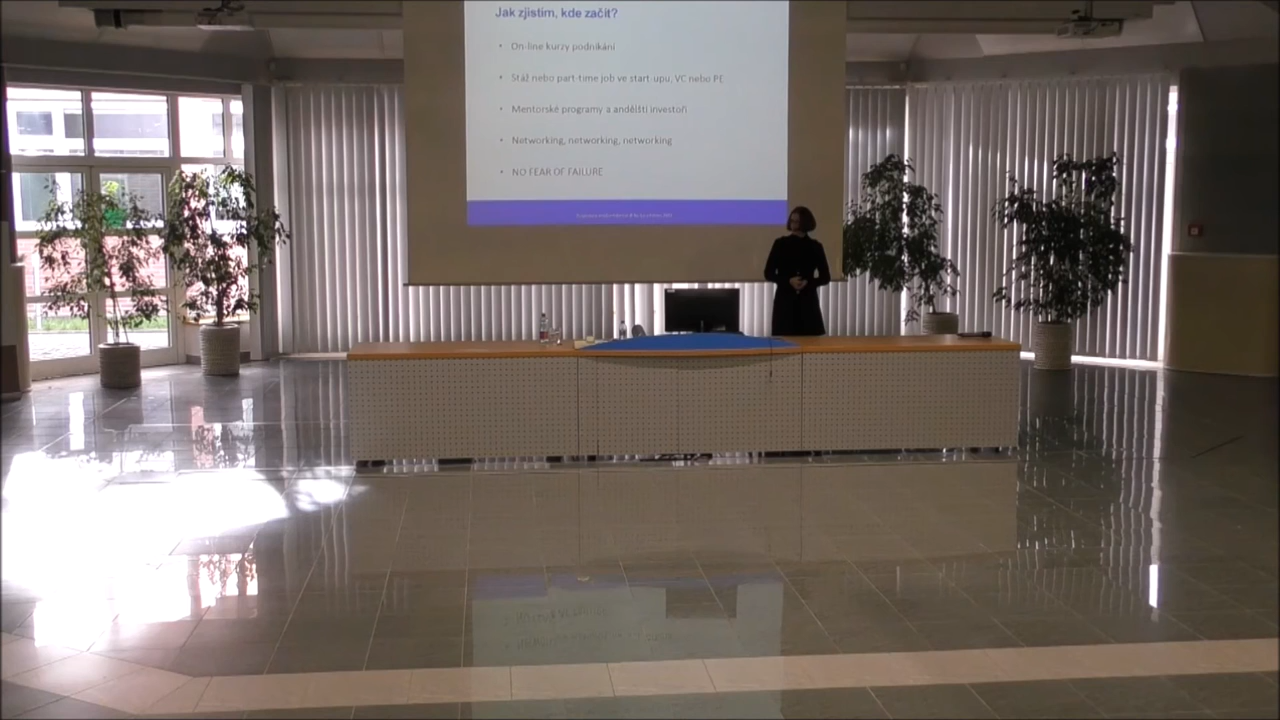 Jak zjistím, kde začít?
• On-line kurzy podnikání
• Stáž nebo part-time job ve start-upu, VC nebo PE
• Mentorské programy a andělští investoři
• Networking, networking, networking
• NO FEAR OF FAILURE